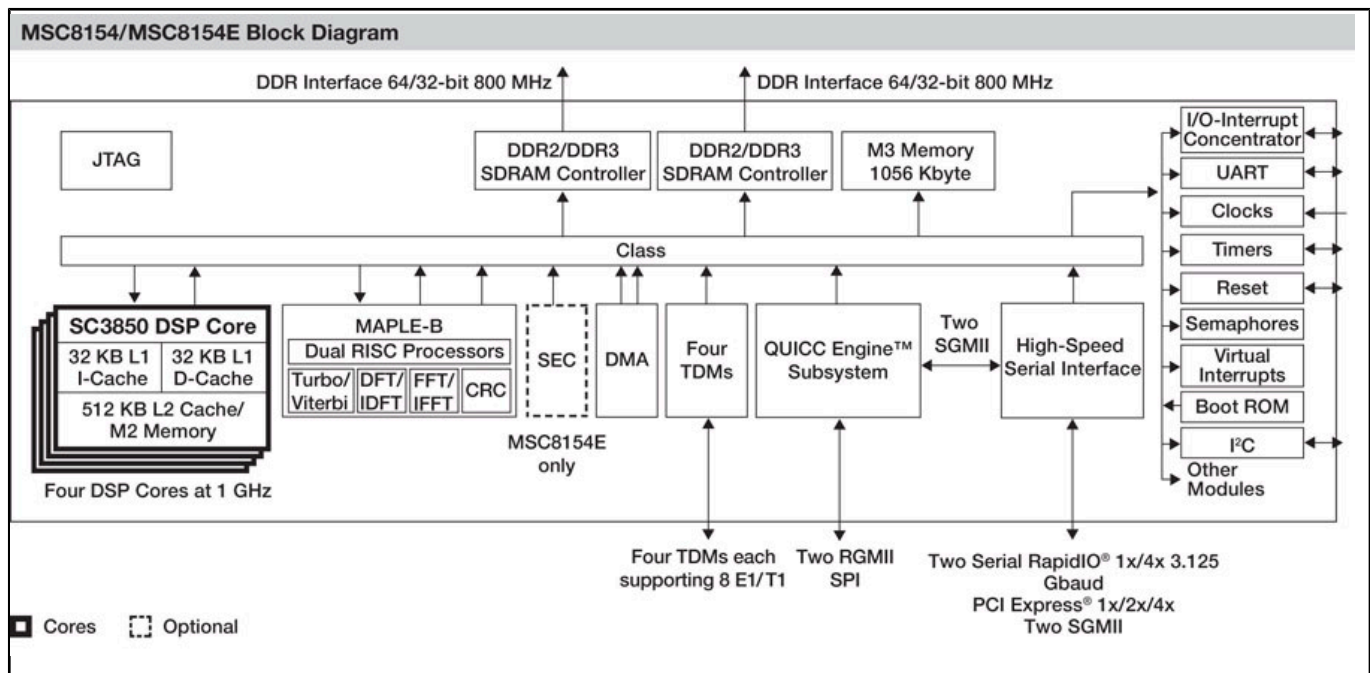 MSC8154/MSC8154E Block Diagram
DDR Interface 64/32-bit 800 MHz
DDR Interface 64/32-bit 800 MHz
JTAG
DDR2/DDR3
SDRAM Controller
DDR2/DDR3
SDRAM Controller
M3 Memory
1056 Kbyte
I/O-Interrupt
Concentrator
UART
Clocks
Timers
Reset
Semaphores
Virtual
Interrupts
Boot ROM
I²C
Other
Modules
Class
SC3850 DSP Core
32 KB L1
I-Cache
32 KB L1
D-Cache
512 KB L2 Cache/
M2 Memory
Four DSP Cores at 1 GHz
MAPLE-B
Dual RISC Processors
Turbo/
Viterbi
DFT/
IDFT
FFT/
IFFT
CRC
SEC
MSC8154E
only
DMA
Four
TDMs
QUICC Engine™
Subsystem
Two
SGMII
High-Speed
Serial Interface
Four TDMs each
supporting 8 E1/T1
Two RGMII
SPI
Two Serial RapidIO® 1x/4x 3.125
Gbaud
PCI Express® 1x/2x/4x
Two SGMII
Cores
Optional